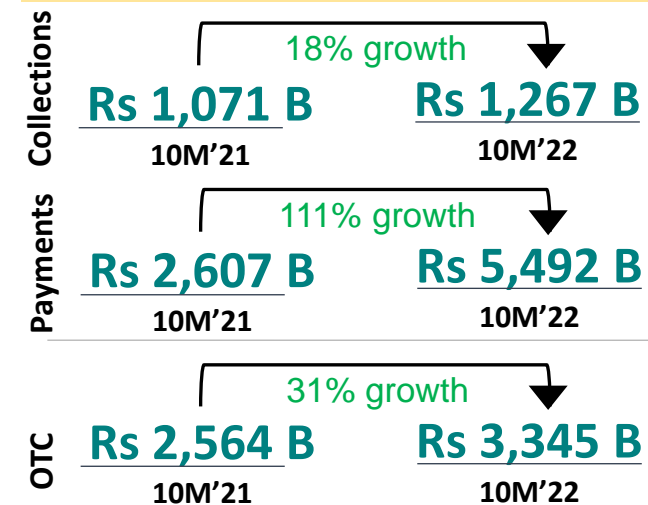 Collections
18% growth
Rs 1,071 B
Rs 1,267 B
10M’21
10M’22
Payments
111% growth
Rs 2,607 B
Rs 5,492 B
10M’21
10M’22
OTC
31% growth
Rs 2,564 B
Rs 3,345 B
10M’21
10M’22